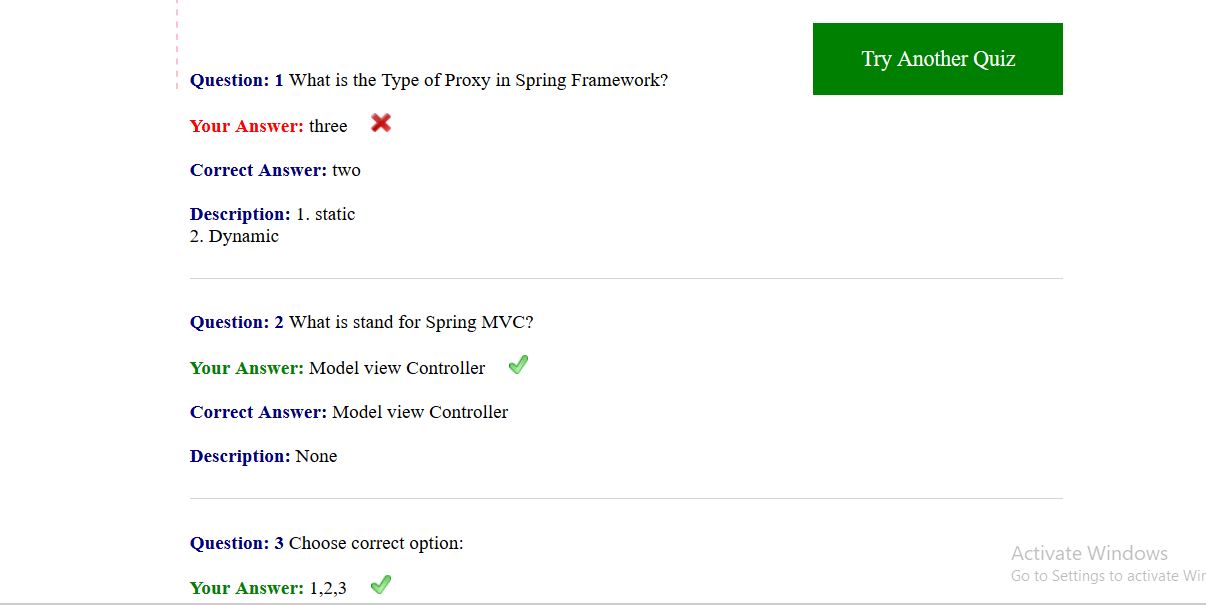 Try Another Quiz
Question: 1 What is the Type of Proxy in Spring Framework?
Your Answer: three
Correct Answer: two
Description: 1. static
2. Dynamic
Question: 2 What is stand for Spring MVC?
Your Answer: Model view Controller
Correct Answer: Model view Controller
Description: None
Question: 3 Choose correct option:
Your Answer: 1,2,3
Activate Windows
Go to Settings to activate Wir